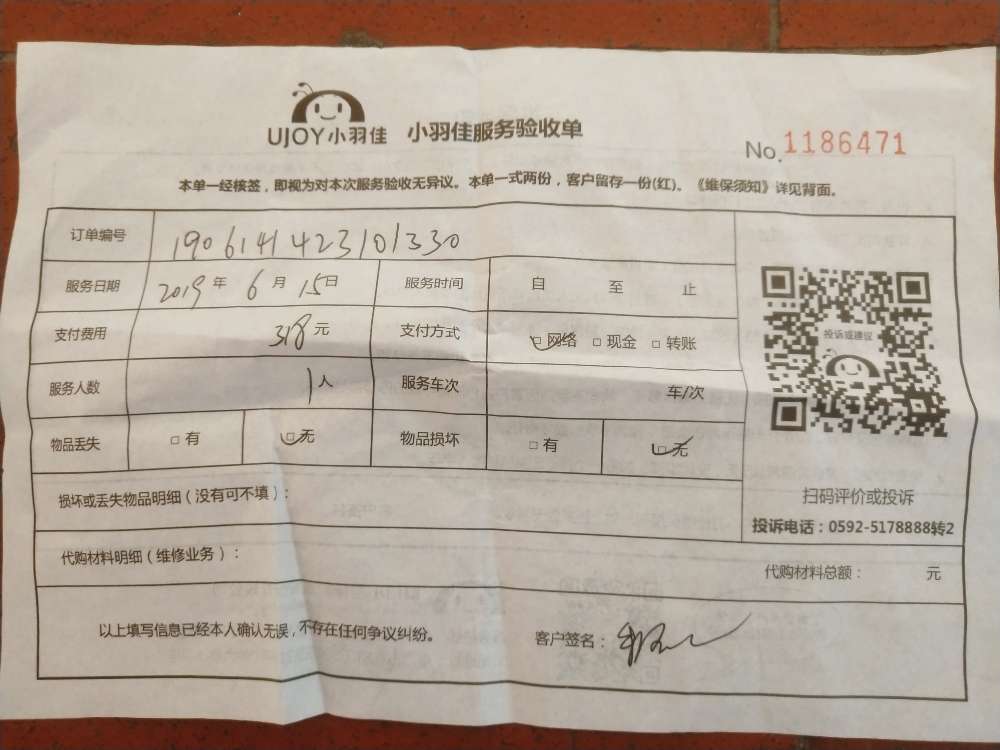 UJOY小羽佳 小羽佳服务验收单
No.1186471
本单一经核签，即视为对本次服务验收无异议。本单一式两份，客户留存一份(红)。《维保须知》详见背面。
订单编号 1906141423101330
服务日期 2019年 6月 15日 服务时间 自 至 止
支付费用 318元 支付方式 □网络 □现金 □转账
服务人数 1人 服务车次 车/次
物品丢失 □有 □无 物品损坏 □有 □无
投诉或建议
扫码评价或投诉
投诉电话：0592-5178888转2
损坏或丢失物品明细（没有可不填）：
代购材料明细（维修业务）：
代购材料总额： 元
以上填写信息已经本人确认无误，不存在任何争议纠纷。
客户签名：